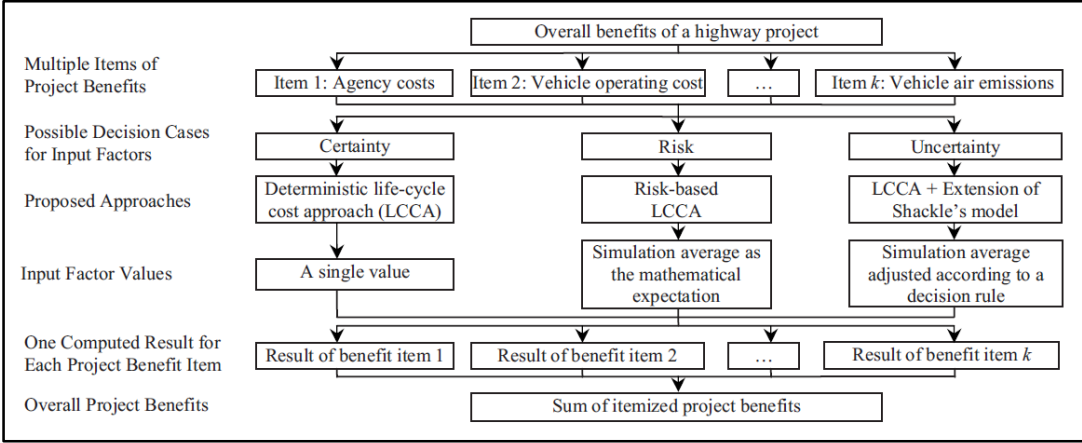 Overall benefits of a highway project
Multiple Items of
Project Benefits
Item 1: Agency costs
Item 2: Vehicle operating cost
...
Item k: Vehicle air emissions
Possible Decision Cases
for Input Factors
Certainty
Risk
Uncertainty
Proposed Approaches
Deterministic life-cycle
cost approach (LCCA)
Risk-based
LCCA
LCCA + Extension of
Shackle's model
Input Factor Values
A single value
Simulation average as
the mathematical
expectation
Simulation average
adjusted according to a
decision rule
One Computed Result for
Each Project Benefit Item
Result of benefit item 1
Result of benefit item 2
...
Result of benefit item k
Overall Project Benefits
Sum of itemized project benefits